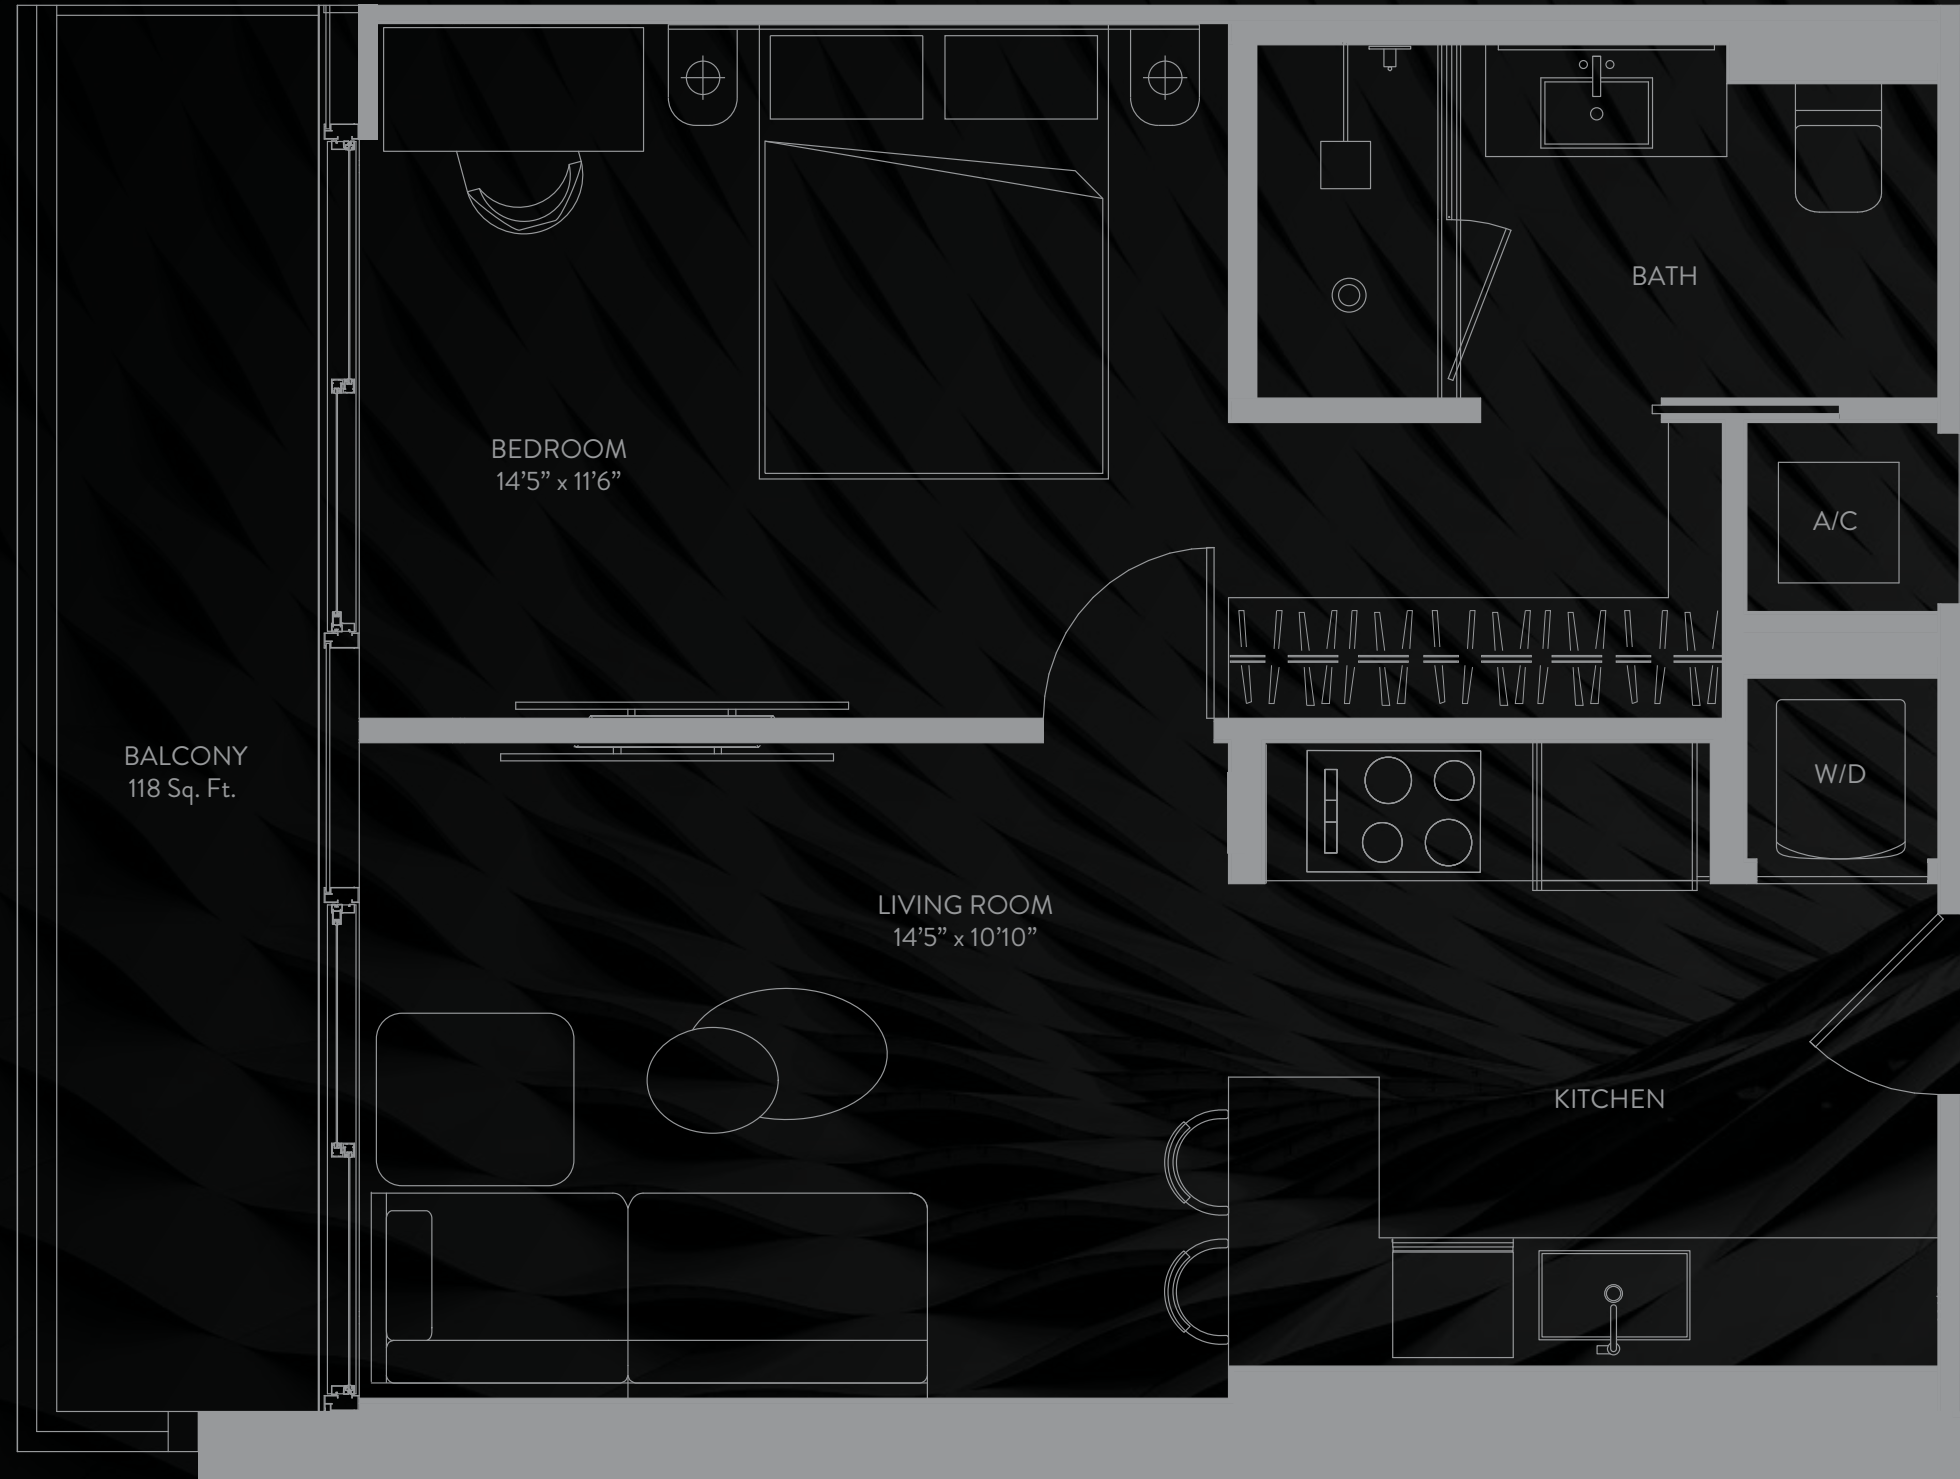 BATH
BEDROOM
14’5” x 11’6”
A/C
BALCONY
118 Sq. Ft.
W/D
LIVING ROOM
14’5” x 10’10”
KITCHEN